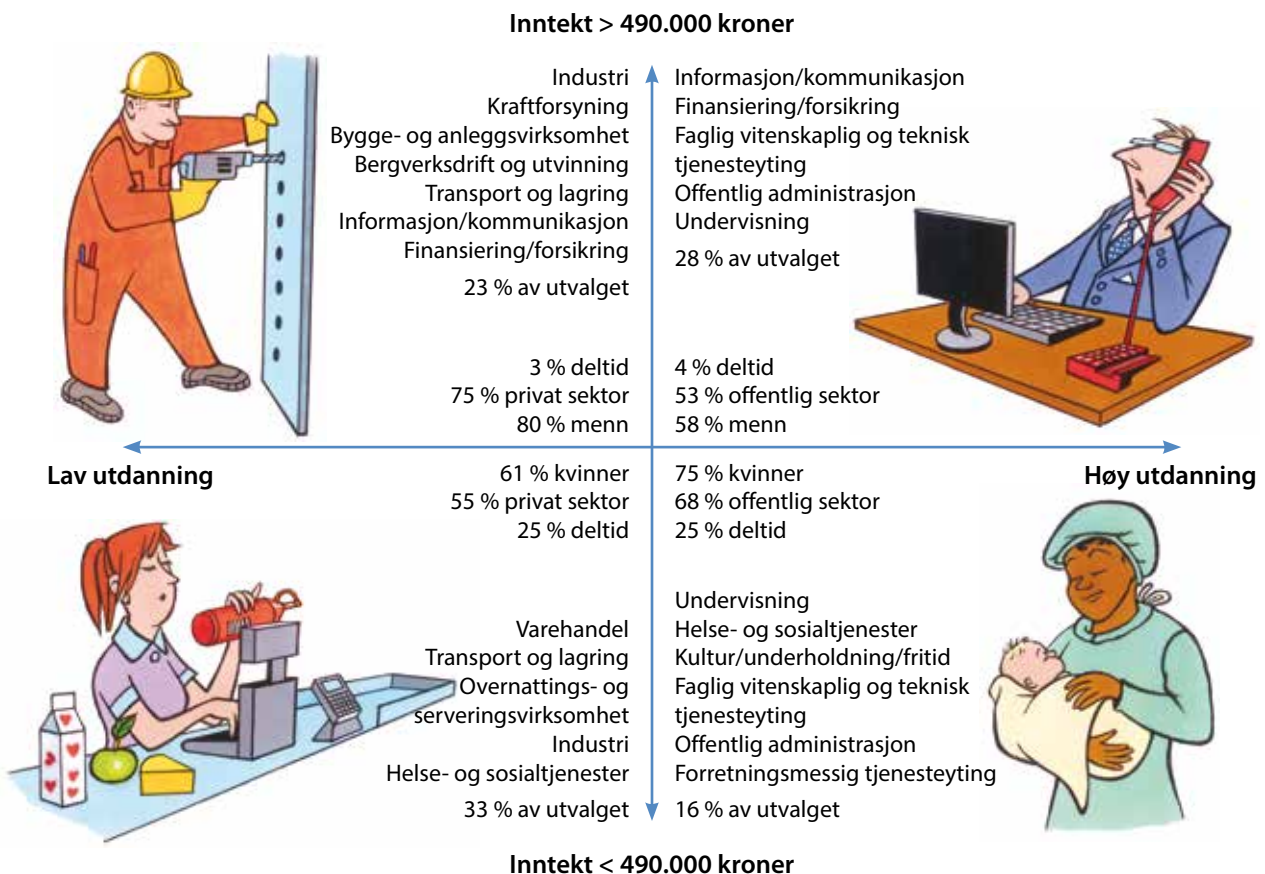 Inntekt > 490.000 kroner
Industri
Kraftforsyning
Bygge- og anleggsvirksomhet
Bergverksdrift og utvinning
Transport og lagring
Informasjon/kommunikasjon
Finansiering/forsikring
23 % av utvalget
3 % deltid
75 % privat sektor
80 % menn
Informasjon/kommunikasjon
Finansiering/forsikring
Faglig vitenskaplig og teknisk
tjenesteyting
Offentlig administrasjon
Undervisning
28 % av utvalget
4 % deltid
53 % offentlig sektor
58 % menn
Lav utdanning
Høy utdanning
61 % kvinner
55 % privat sektor
25 % deltid
Varehandel
Transport og lagring
Overnattings- og
serveringsvirksomhet
Industri
Helse- og sosialtjenester
33 % av utvalget
75 % kvinner
68 % offentlig sektor
25 % deltid
Undervisning
Helse- og sosialtjenester
Kultur/underholdning/fritid
Faglig vitenskaplig og teknisk
tjenesteyting
Offentlig administrasjon
Forretningsmessig tjenesteyting
16 % av utvalget
Inntekt < 490.000 kroner